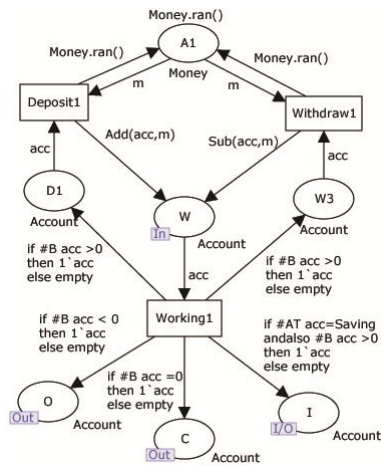 Money.ran()
A1
Money.ran()
Money.ran()
m
Money
m
Deposit1
Withdraw1
Add(acc,m)
Sub(acc,m)
acc
acc
D1
W3
W
In
Account
Account
Account
acc
if #B acc >0
then 1`acc
else empty
if #B acc >0
then 1`acc
else empty
Working1
if #B acc < 0
then 1`acc
else empty
if #AT acc=Saving
andalso #B acc >0
then 1`acc
else empty
if #B acc =0
then 1`acc
else empty
O
Out
Account
C
Out
Account
I
I/O
Account